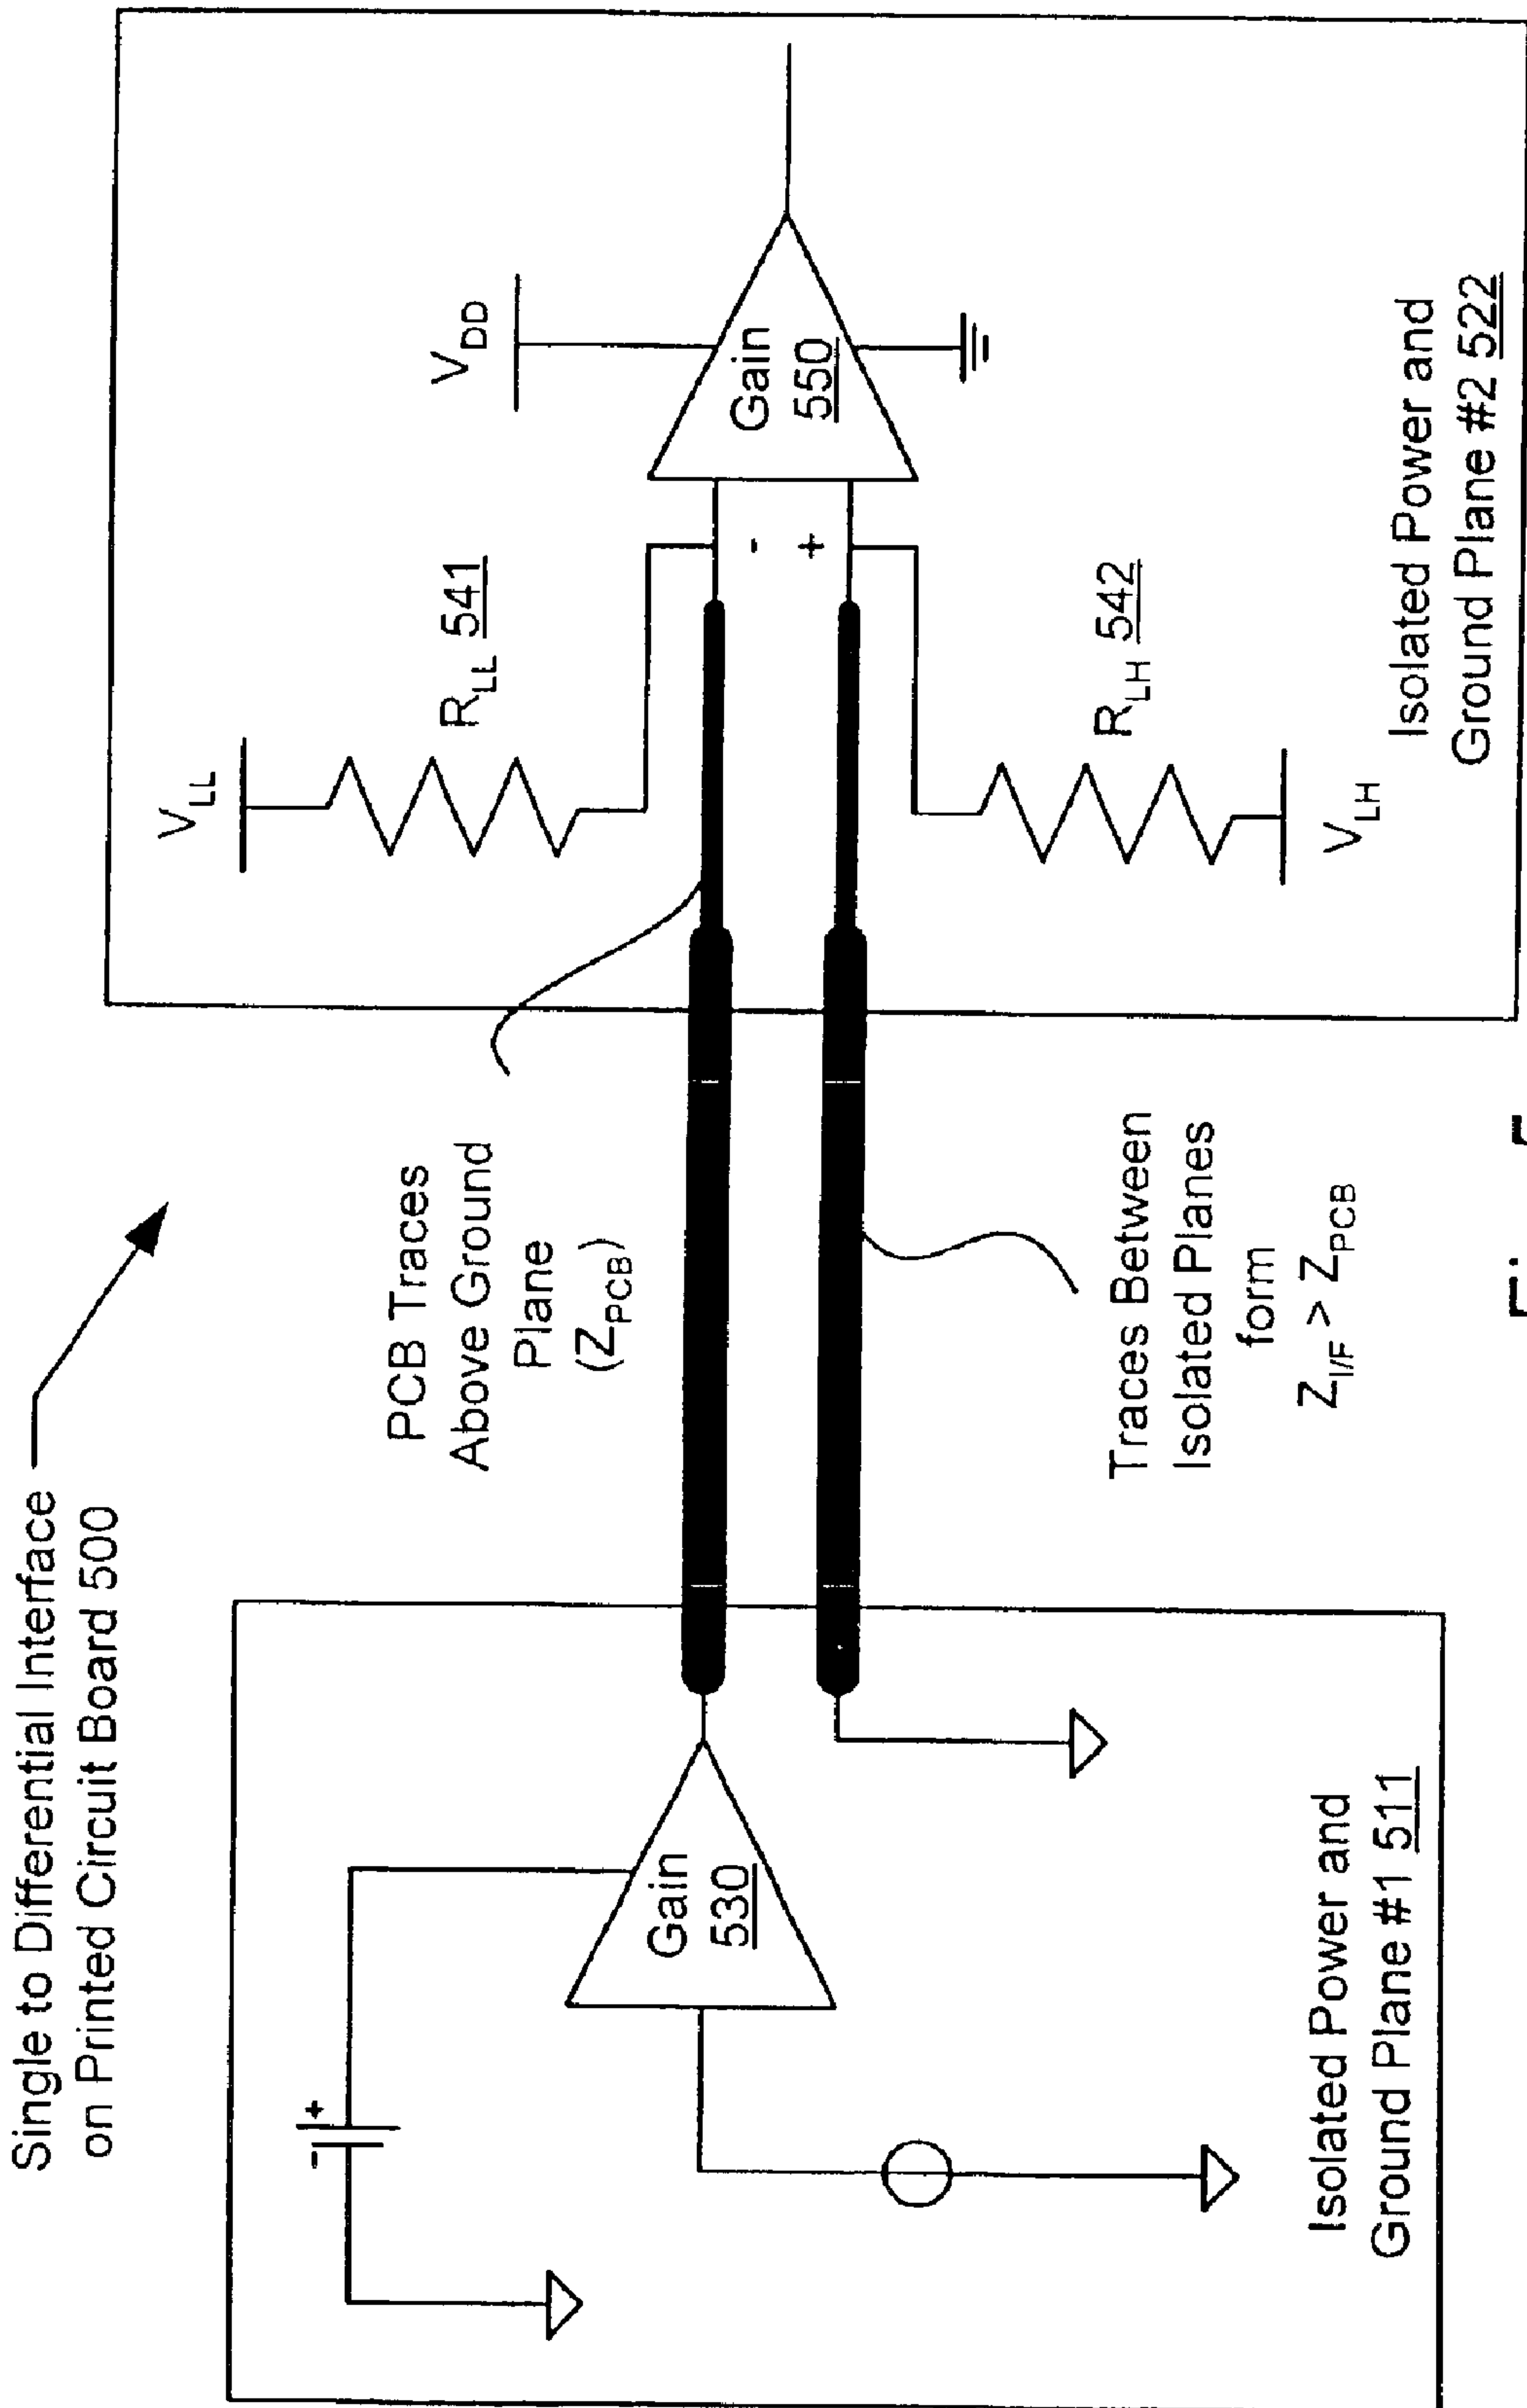 Single to Differential Interface
on Printed Circuit Board 500
- +
Gain
530
Isolated Power and
Ground Plane #1 511
PCB Traces
Above Ground
Plane
(Z_PCB)
Traces Between
Isolated Planes
form
Z_I/F > Z_PCB
V_LL
R_LL 541
V_DD
-
+
Gain
550
R_LH 542
V_LH
Isolated Power and
Ground Plane #2 522